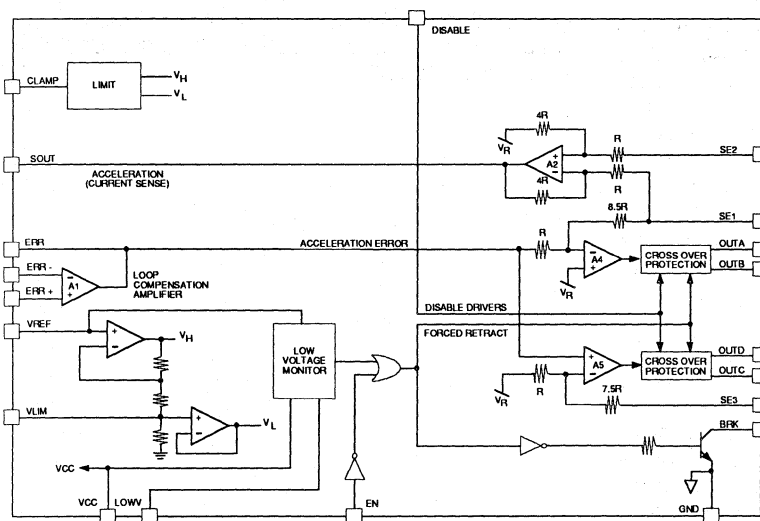 DISABLE
CLAMP
LIMIT
VH
VL
4R
VR
R
SE2
+
A2
−
SOUT
ACCELERATION
(CURRENT SENSE)
4R
R
8.5R
SE1
ERR
ACCELERATION ERROR
R
OUTA
ERR -
−
A1
+
LOOP
COMPENSATION
AMPLIFIER
−
A4
+
CROSS OVER
PROTECTION
OUTB
ERR +
VR
DISABLE DRIVERS
VREF
+
−
VH
LOW
VOLTAGE
MONITOR
FORCED RETRACT
+
A5
−
CROSS OVER
PROTECTION
OUTD
OUTC
VR
R
7.5R
SE3
VLIM
+
−
VL
BRK
VCC
VCC
LOWV
EN
GND